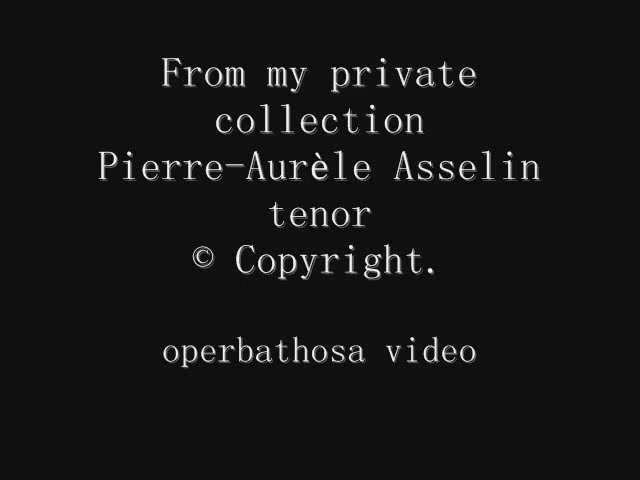 From my private
collection
Pierre-Aurèle Asselin
tenor
© Copyright.
operbathosa video